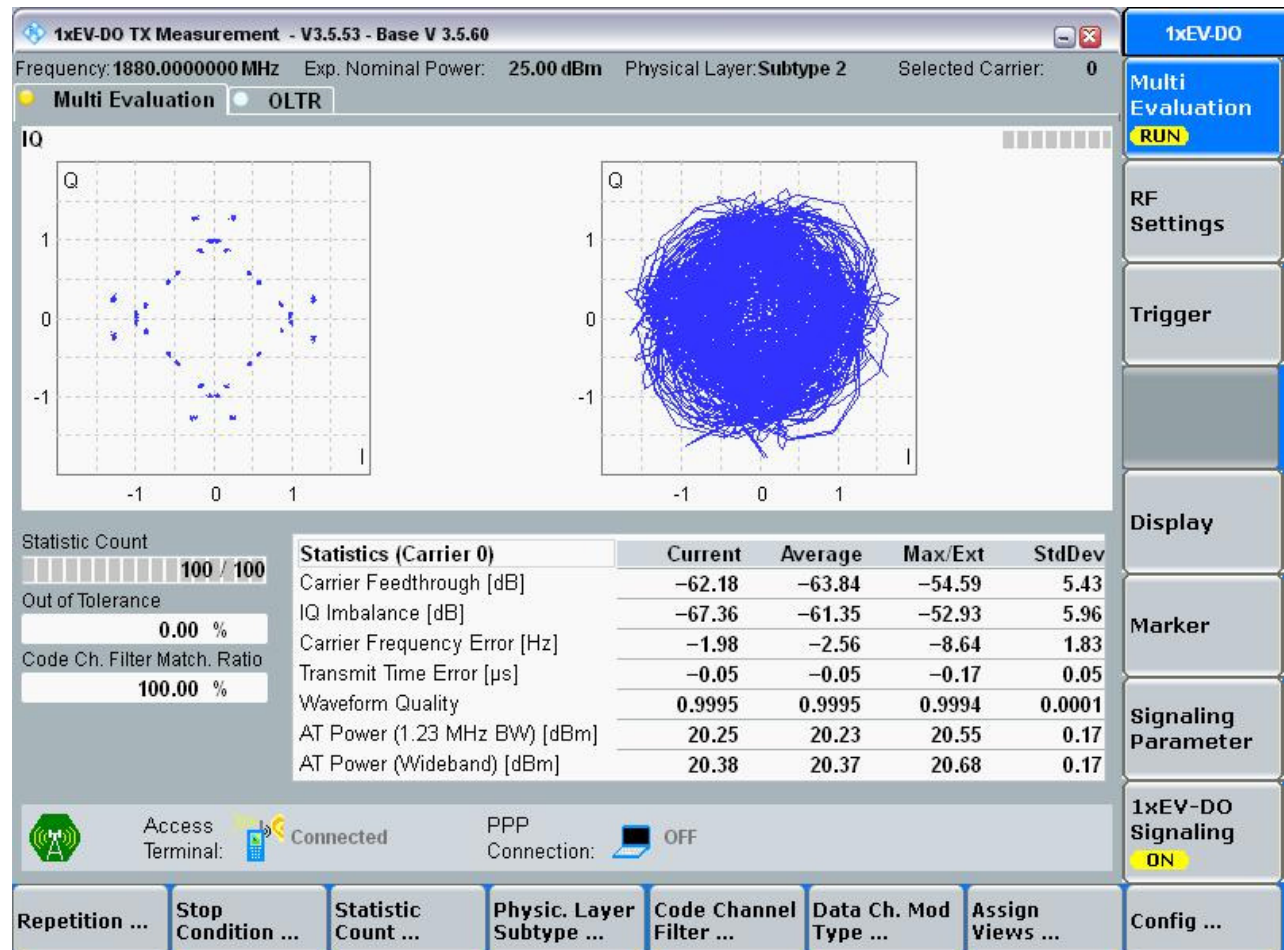 1xEV-DO TX Measurement - V3.5.53 - Base V 3.5.60
1xEV-DO
Frequency: 1880.0000000 MHz Exp. Nominal Power: 25.00 dBm Physical Layer: Subtype 2 Selected Carrier: 0
Multi Evaluation OLTR
Multi
Evaluation
RUN
IQ
Q
1
0
-1
I
-1 0 1
Q
1
0
-1
I
-1 0 1
RF
Settings
Trigger
Display
Marker
Signaling
Parameter
1xEV-DO
Signaling
ON
Statistic Count
100 / 100
Out of Tolerance
0.00 %
Code Ch. Filter Match. Ratio
100.00 %
Statistics (Carrier 0) Current Average Max/Ext StdDev
Carrier Feedthrough [dB] −62.18 −63.84 −54.59 5.43
IQ Imbalance [dB] −67.36 −61.35 −52.93 5.96
Carrier Frequency Error [Hz] −1.98 −2.56 −8.64 1.83
Transmit Time Error [µs] −0.05 −0.05 −0.17 0.05
Waveform Quality 0.9995 0.9995 0.9994 0.0001
AT Power (1.23 MHz BW) [dBm] 20.25 20.23 20.55 0.17
AT Power (Wideband) [dBm] 20.38 20.37 20.68 0.17
Access
Terminal:
Connected
PPP
Connection:
OFF
Repetition ...
Stop
Condition ...
Statistic
Count ...
Physic. Layer
Subtype ...
Code Channel
Filter ...
Data Ch. Mod
Type ...
Assign
Views ...
Config ...